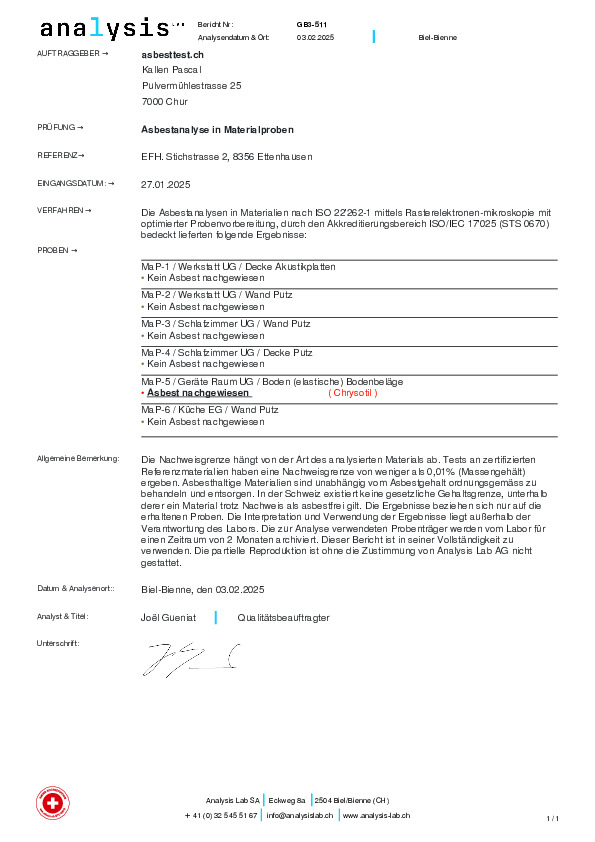 analysis
Bericht Nr: GB3-511
Analysendatum & Ort: 03.02.2025 Biel-Bienne
AUFTRAGGEBER → asbesttest.ch
Kallen Pascal
Pulvermühlestrasse 25
7000 Chur
PRÜFUNG → Asbestanalyse in Materialproben
REFERENZ→ EFH. Stichstrasse 2, 8356 Ettenhausen
EINGANGSDATUM: → 27.01.2025
VERFAHREN → Die Asbestanalysen in Materialien nach ISO 22'262-1 mittels Rasterelektronen-mikroskopie mit
optimierter Probenvorbereitung, durch den Akkreditierungsbereich ISO/IEC 17025 (STS 0670)
bedeckt lieferten folgende Ergebnisse:
PROBEN →
MaP-1 / Werkstatt UG / Decke Akustikplatten
• Kein Asbest nachgewiesen
MaP-2 / Werkstatt UG / Wand Putz
• Kein Asbest nachgewiesen
MaP-3 / Schlafzimmer UG / Wand Putz
• Kein Asbest nachgewiesen
MaP-4 / Schlafzimmer UG / Decke Putz
• Kein Asbest nachgewiesen
MaP-5 / Geräte Raum UG / Boden (elastische) Bodenbeläge
• Asbest nachgewiesen ( Chrysotil )
MaP-6 / Küche EG / Wand Putz
• Kein Asbest nachgewiesen
Allgemeine Bemerkung: Die Nachweisgrenze hängt von der Art des analysierten Materials ab. Tests an zertifizierten
Referenzmaterialien haben eine Nachweisgrenze von weniger als 0,01% (Massengehält)
ergeben. Asbesthaltige Materialien sind unabhängig vom Asbestgehalt ordnungsgemäss zu
behandeln und entsorgen. In der Schweiz existiert keine gesetzliche Gehaltsgrenze, unterhalb
derer ein Material trotz Nachweis als asbestfrei gilt. Die Ergebnisse beziehen sich nur auf die
erhaltenen Proben. Die Interpretation und Verwendung der Ergebnisse liegt außerhalb der
Verantwortung des Labors. Die zur Analyse verwendeten Probenträger werden vom Labor für
einen Zeitraum von 2 Monaten archiviert. Dieser Bericht ist in seiner Vollständigkeit zu
verwenden. Die partielle Reproduktion ist ohne die Zustimmung von Analysis Lab AG nicht
gestattet.
Datum & Analysenort:: Biel-Bienne, den 03.02.2025
Analyst & Titel: Joël Gueniat Qualitätsbeauftragter
Unterschrift:
Analysis Lab SA Eckweg 8a 2504 Biel/Bienne (CH)
+ 41 (0) 32 545 51 67 info@analysislab.ch www.analysis-lab.ch
1 / 1